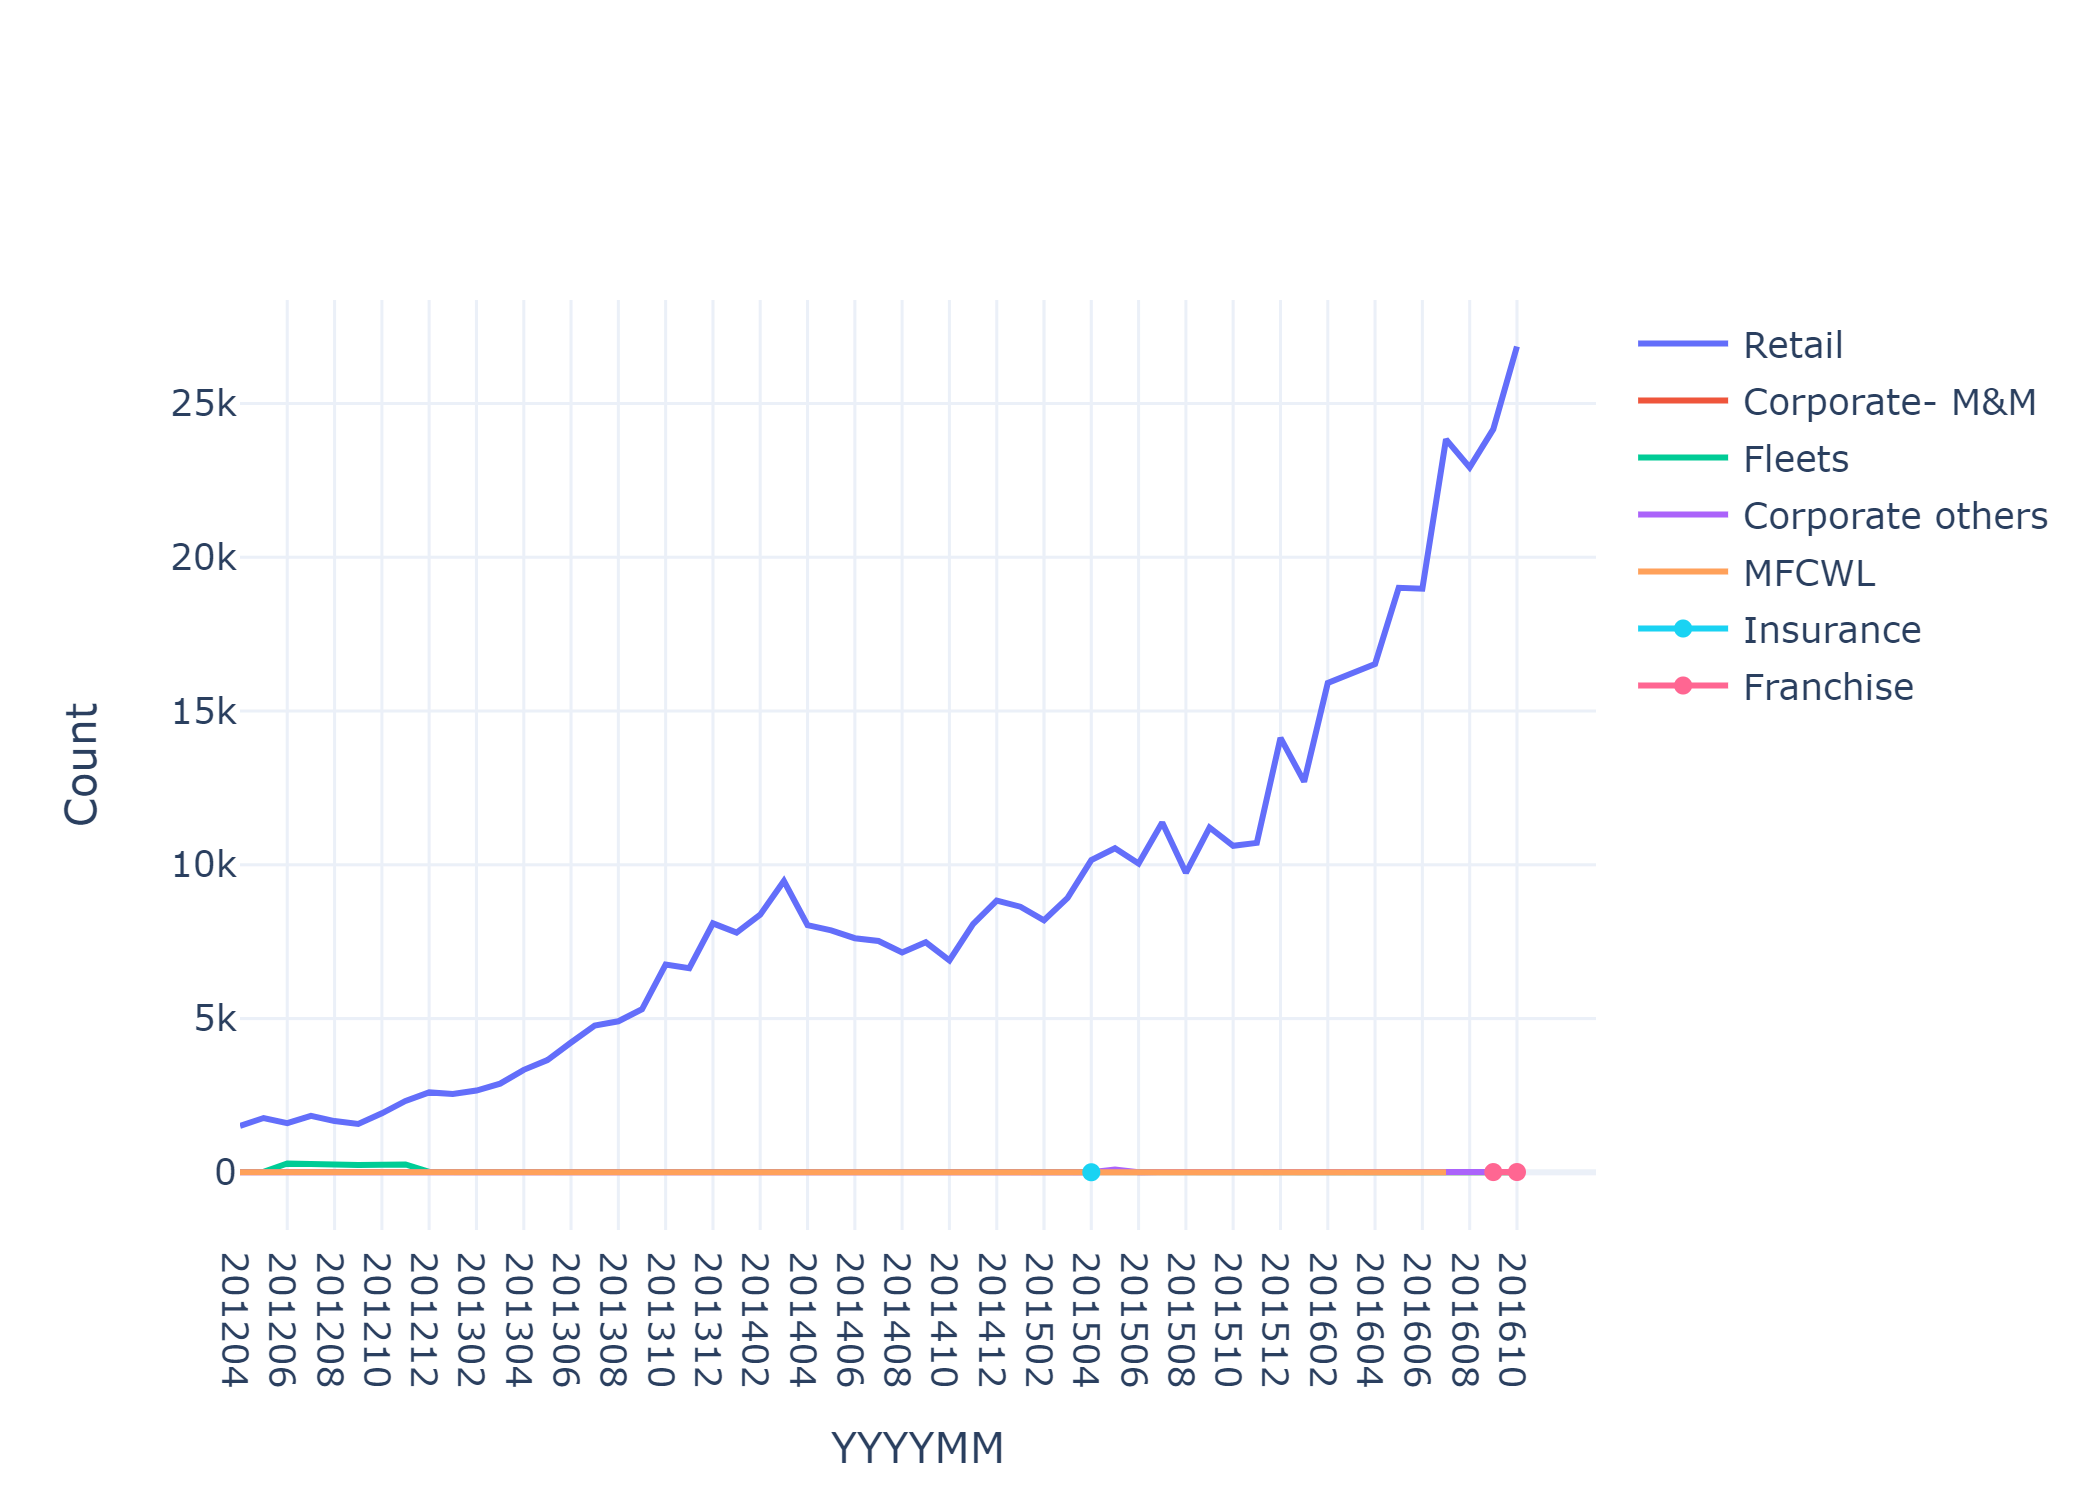 Retail
Corporate- M&M
Fleets
Corporate others
MFCWL
Insurance
Franchise
25k
20k
15k
10k
5k
0
Count
201204
201206
201208
201210
201212
201302
201304
201306
201308
201310
201312
201402
201404
201406
201408
201410
201412
201502
201504
201506
201508
201510
201512
201602
201604
201606
201608
201610
YYYYMM